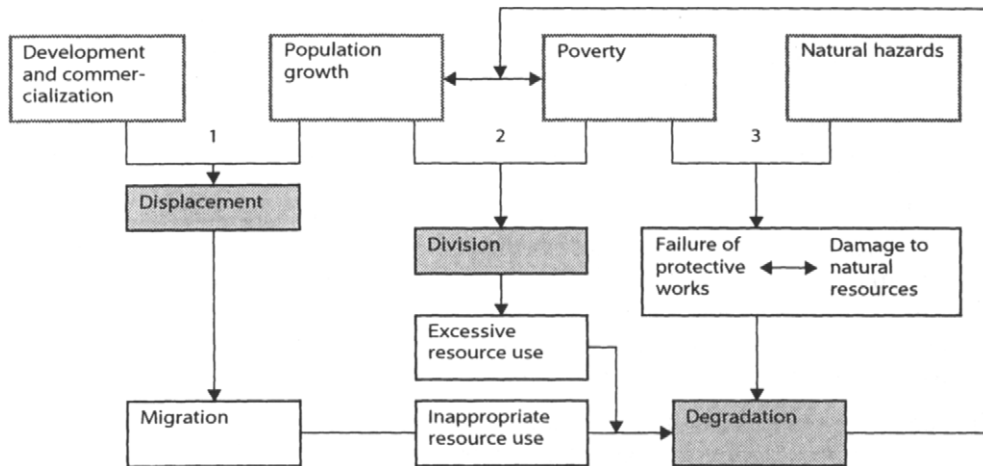 Development
and commer-
cialization
Population
growth
Poverty
Natural hazards
1
2
3
Displacement
Division
Failure of
protective
works
Damage to
natural
resources
Excessive
resource use
Migration
Inappropriate
resource use
Degradation